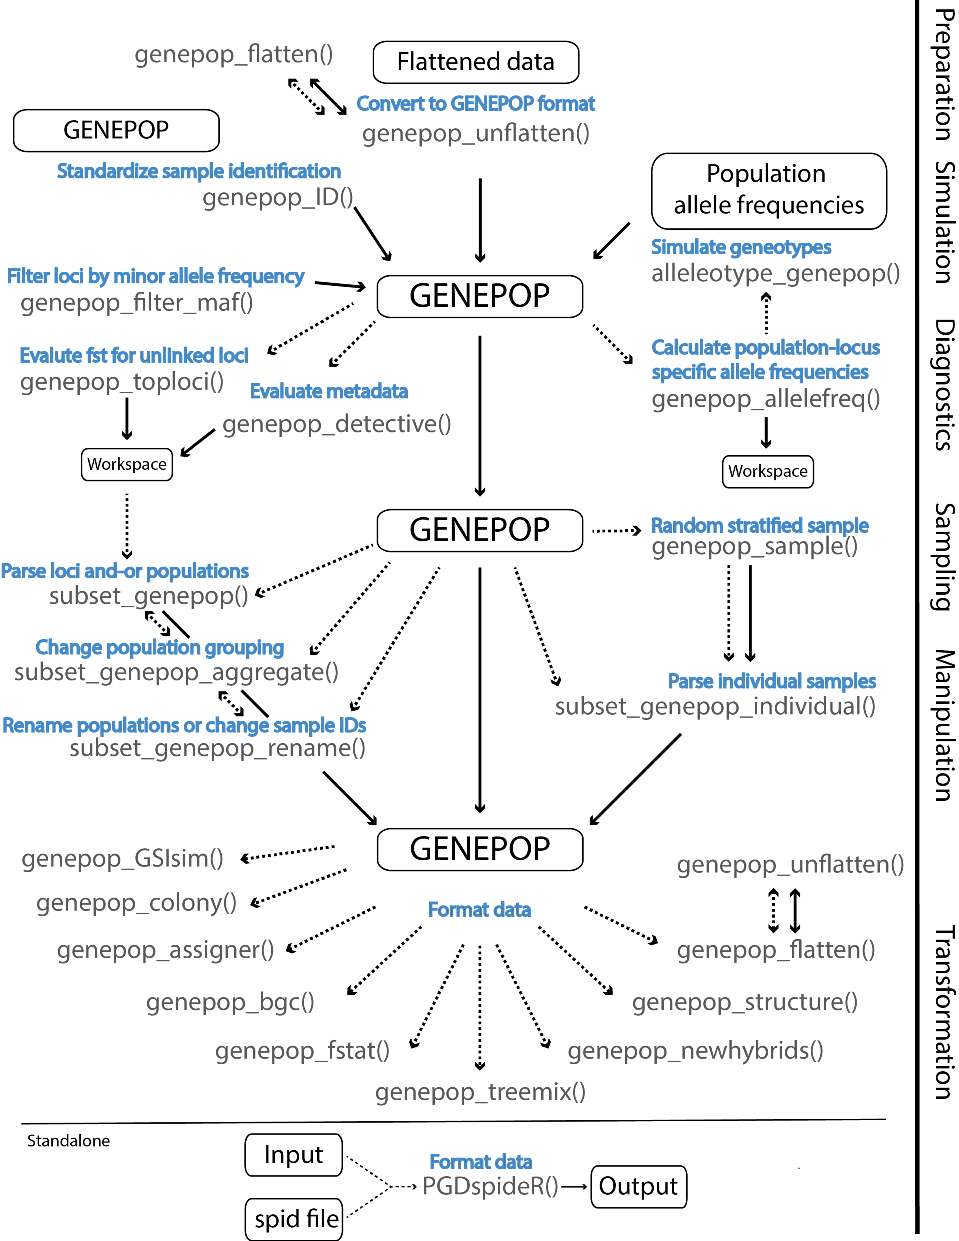 genepop_flatten()
Flattened data
Convert to GENEPOP format
genepop_unflatten()
GENEPOP
Standardize sample identification
genepop_ID()
Population
allele frequencies
Simulate geneotypes
alleleotype_genepop()
Filter loci by minor allele frequency
genepop_filter_maf()
GENEPOP
Evalute fst for unlinked loci
genepop_toploci()
Evaluate metadata
genepop_detective()
Calculate population-locus
specific allele frequencies
genepop_allelefreq()
Workspace
Workspace
GENEPOP
Random stratified sample
genepop_sample()
Parse loci and-or populations
subset_genepop()
Change population grouping
subset_genepop_aggregate()
Parse individual samples
subset_genepop_individual()
Rename populations or change sample IDs
subset_genepop_rename()
GENEPOP
genepop_GSIsim()
genepop_unflatten()
genepop_colony()
Format data
genepop_assigner()
genepop_flatten()
genepop_bgc()
genepop_structure()
genepop_fstat()
genepop_newhybrids()
genepop_treemix()
Standalone
Input
Format data
PGDspideR()
Output
spid file
Preparation
Simulation
Diagnostics
Sampling
Manipulation
Transformation